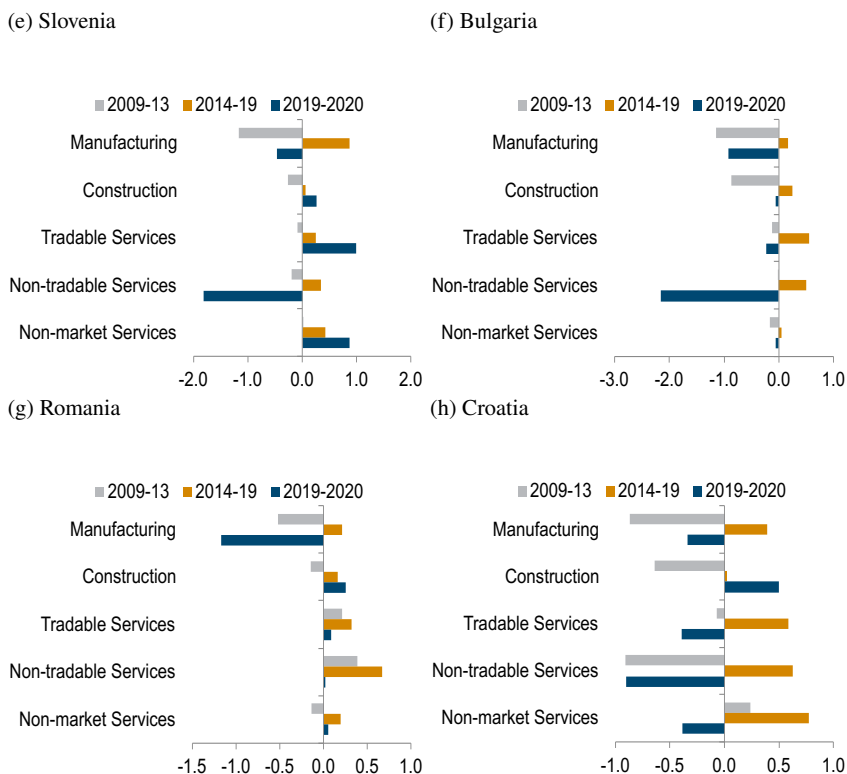 (e) Slovenia
(f) Bulgaria
2009-13 2014-19 2019-2020
Manufacturing
Construction
Tradable Services
Non-tradable Services
Non-market Services
-2.0 -1.0 0.0 1.0 2.0
2009-13 2014-19 2019-2020
Manufacturing
Construction
Tradable Services
Non-tradable Services
Non-market Services
-3.0 -2.0 -1.0 0.0 1.0
(g) Romania
(h) Croatia
2009-13 2014-19 2019-2020
Manufacturing
Construction
Tradable Services
Non-tradable Services
Non-market Services
-1.5 -1.0 -0.5 0.0 0.5 1.0
2009-13 2014-19 2019-2020
Manufacturing
Construction
Tradable Services
Non-tradable Services
Non-market Services
-1.0 -0.5 0.0 0.5 1.0